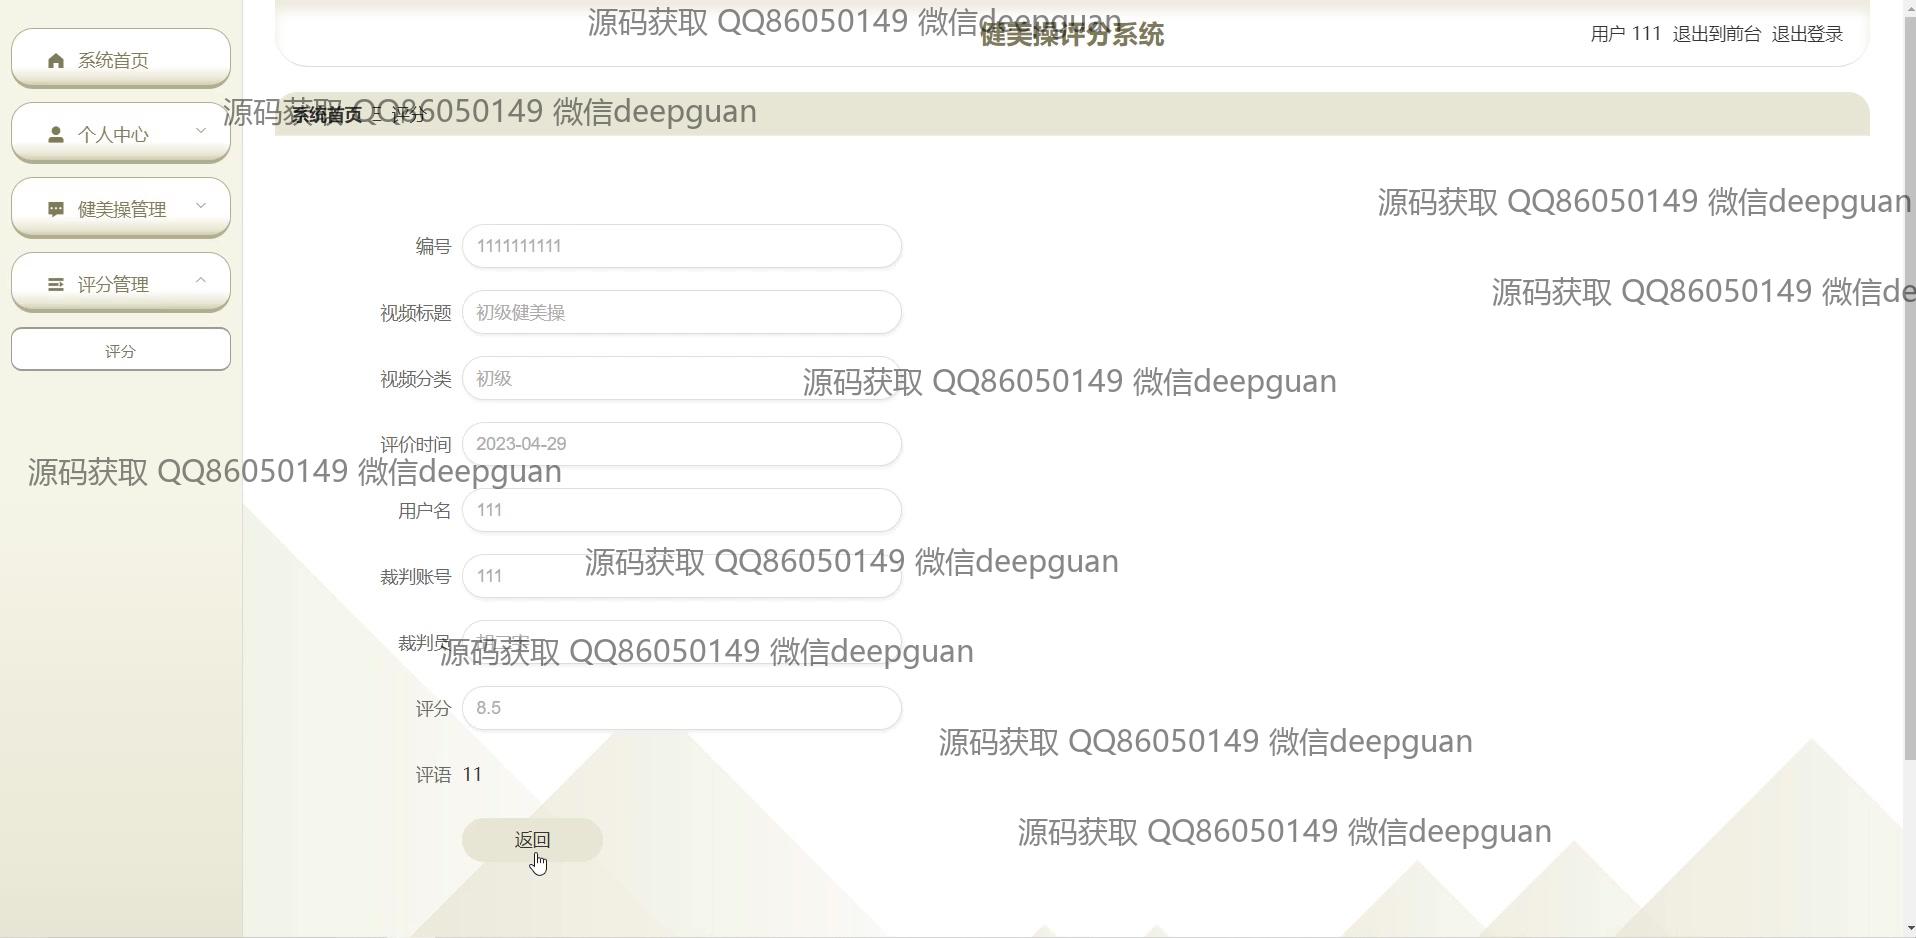 源码获取 QQ86050149 微信deepguan
健美操评分系统
用户 111 退出到前台 退出登录
系统首页
个人中心
健美操管理
评分管理
评分
源码获取 QQ86050149 微信deepguan
系统首页 三 评分
源码获取 QQ86050149 微信deepguan
编号 1111111111
源码获取 QQ86050149 微信de
视频标题 初级健美操
视频分类 初级
源码获取 QQ86050149 微信deepguan
评价时间 2023-04-29
源码获取 QQ86050149 微信deepguan
用户名 111
源码获取 QQ86050149 微信deepguan
裁判账号 111
裁判员
源码获取 QQ86050149 微信deepguan
评分 8.5
源码获取 QQ86050149 微信deepguan
评语 11
源码获取 QQ86050149 微信deepguan
返回